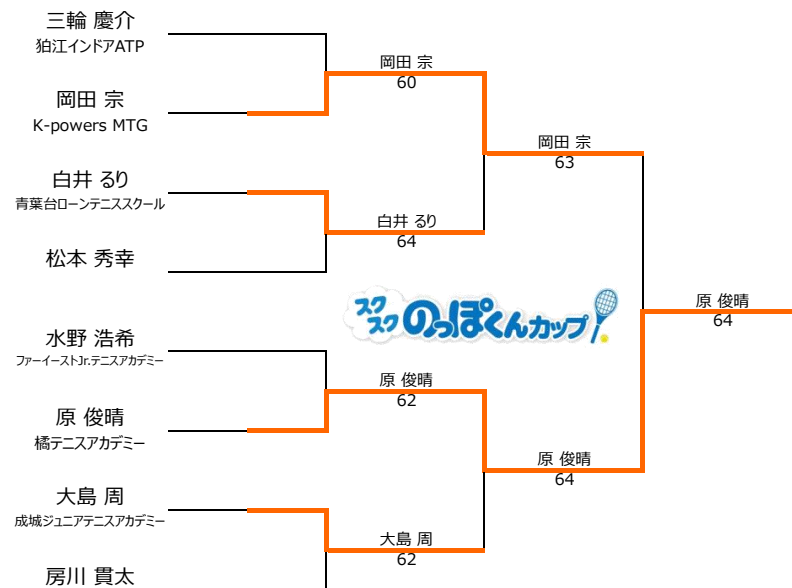 三輪 慶介
狛江インドアATP
岡田 宗
K-powers MTG
白井 るり
青葉台ローンテニススクール
松本 秀幸
水野 浩希
ファーイーストJr.テニスアカデミー
原 俊晴
橘テニスアカデミー
大島 周
成城ジュニアテニスアカデミー
房川 貫太
岡田 宗
60
白井 るり
64
原 俊晴
62
大島 周
62
岡田 宗
63
原 俊晴
64
スクスク のっぽくんカップ
原 俊晴
64